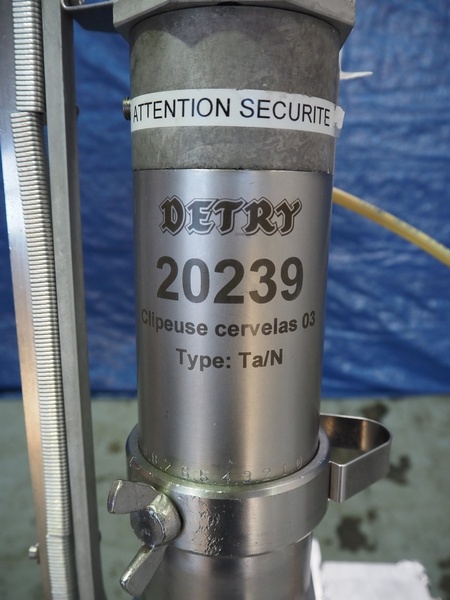 ATTENTION SECURITE
DETRY
20239
Clipeuse cervelas 03
Type: Ta/N